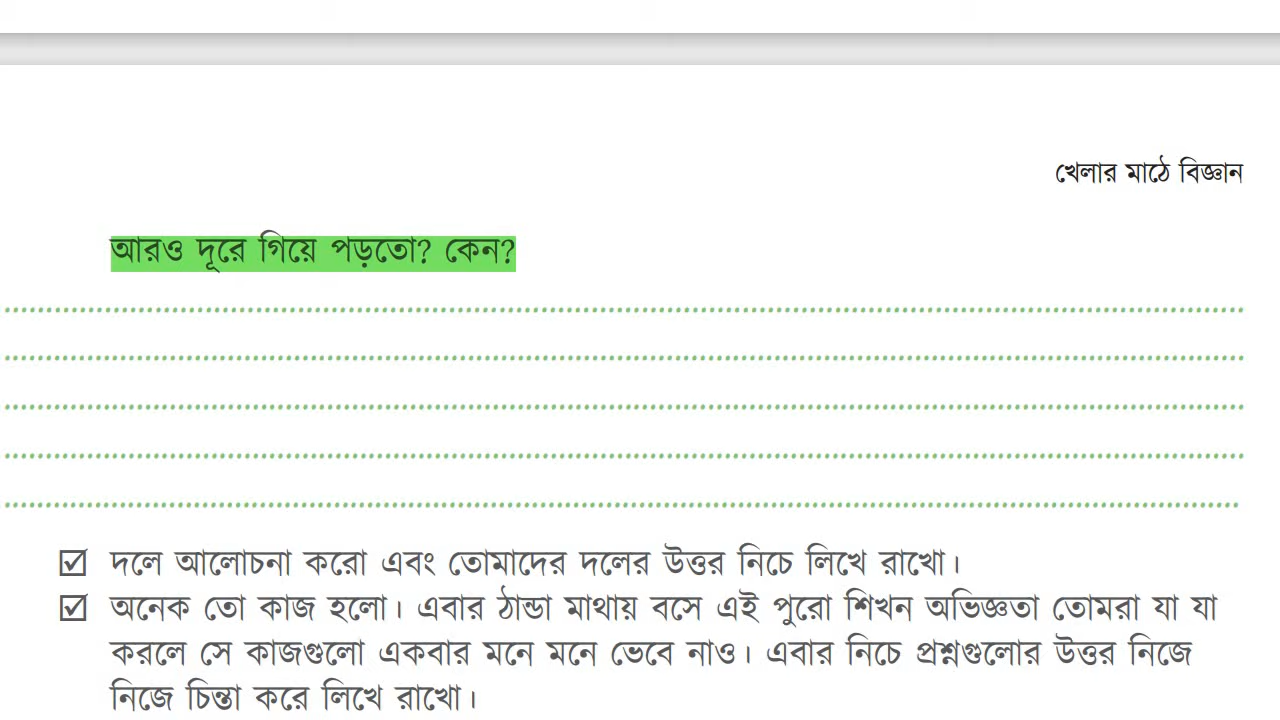 খেলার মাঠে বিজ্ঞান
আরও দূরে গিয়ে পড়তো? কেন?
দলে আলোচনা করো এবং তোমাদের দলের উত্তর নিচে লিখে রাখো।
অনেক তো কাজ হলো। এবার ঠান্ডা মাথায় বসে এই পুরো শিখন অভিজ্ঞতা তোমরা যা যা
করলে সে কাজগুলো একবার মনে মনে ভেবে নাও। এবার নিচে প্রশ্নগুলোর উত্তর নিজে
নিজে চিন্তা করে লিখে রাখো।